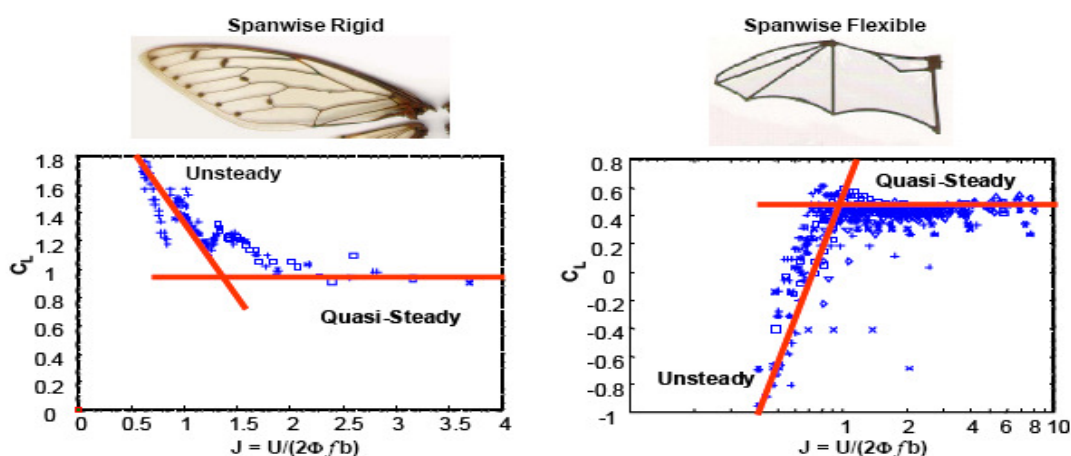 Spanwise Rigid
1.8
1.6
1.4
1.2
1
0.8
0.6
0.4
0.2
0
C_L
Unsteady
Quasi-Steady
0 0.5 1 1.5 2 2.5 3 3.5 4
J = U/(2Φ f b)
Spanwise Flexible
0.8
0.6
0.4
0.2
0
-0.2
-0.4
-0.6
-0.8
-1
C_L
Quasi-Steady
Unsteady
1 2 4 6 8 10
J = U/(2Φ f b)